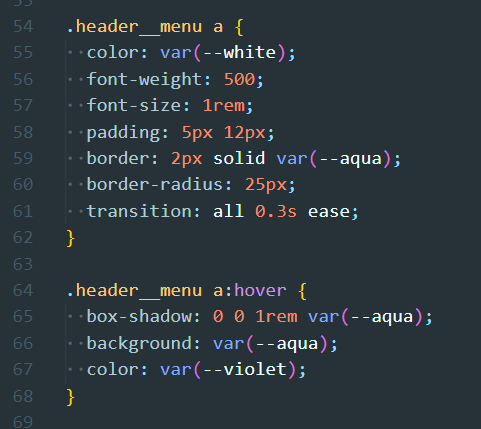 53
54 .header__menu a {
55 color: var(--white);
56 font-weight: 500;
57 font-size: 1rem;
58 padding: 5px 12px;
59 border: 2px solid var(--aqua);
60 border-radius: 25px;
61 transition: all 0.3s ease;
62 }
63
64 .header__menu a:hover {
65 box-shadow: 0 0 1rem var(--aqua);
66 background: var(--aqua);
67 color: var(--violet);
68 }
69